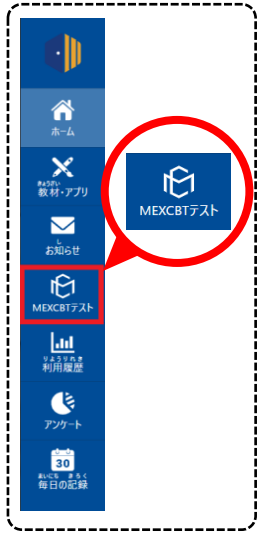 ホーム
きょうざい
教材・アプリ
し
お知らせ
MEXCBTテスト
MEXCBTテスト
りようりれき
利用履歴
アンケート
30
まいにち きろく
毎日の記録